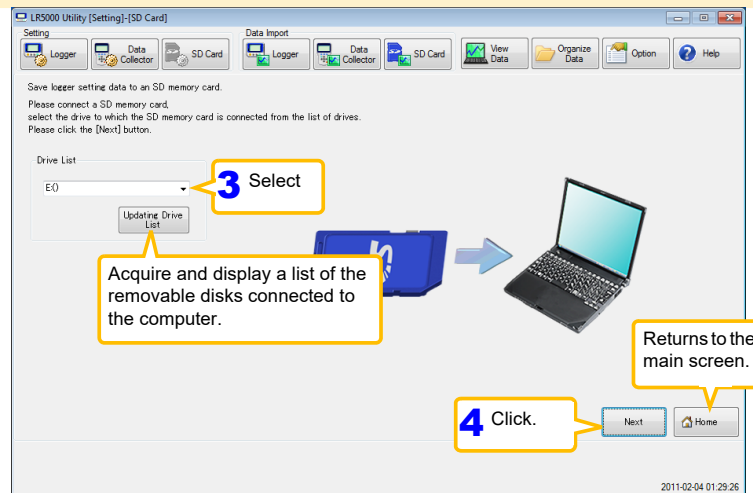 LR5000 Utility [Setting]-[SD Card]
Setting
Data Import
Logger
Data Collector
SD Card
Logger
Data Collector
SD Card
View Data
Organize Data
Option
Help
Save logger setting data to an SD memory card.
Please connect a SD memory card,
select the drive to which the SD memory card is connected from the list of drives.
Please click the [Next] button.
Drive List
E:()
3 Select
Updating Drive
List
Acquire and display a list of the
removable disks connected to
the computer.
Returns to the
main screen.
4 Click.
Next
Home
2011-02-04 01:29:26